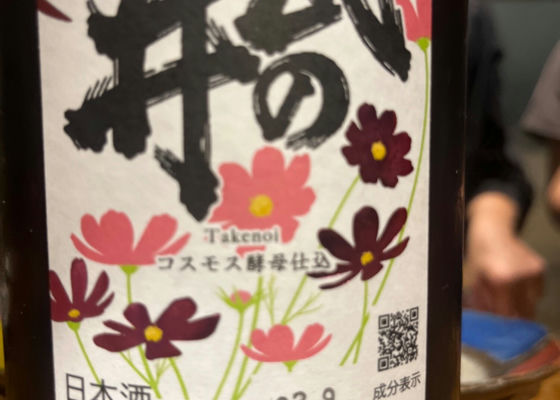 の
井
Takenoi
コスモス酵母仕込
日本酒
成分表示